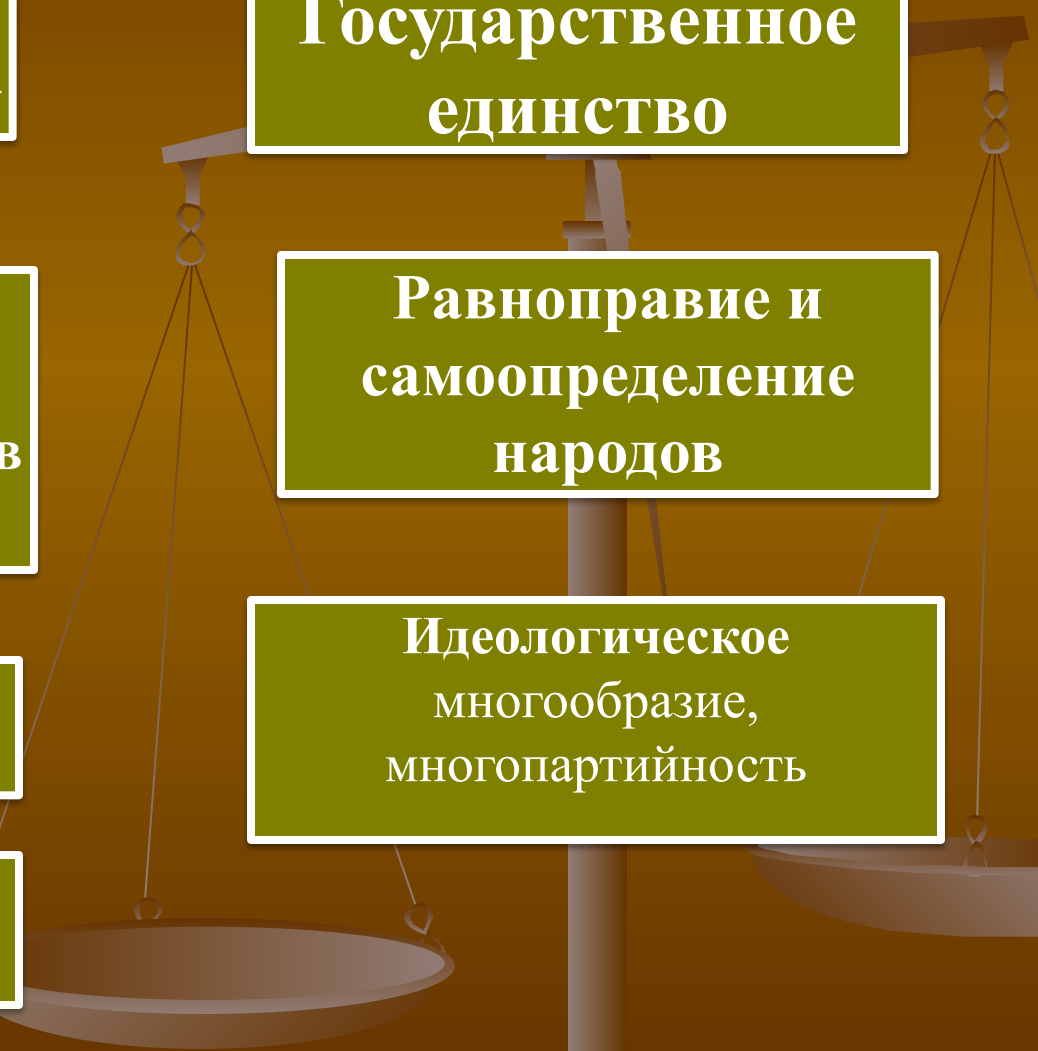 Государственное
единство
в
Равноправие и
самоопределение
народов
Идеологическое
многообразие,
многопартийность